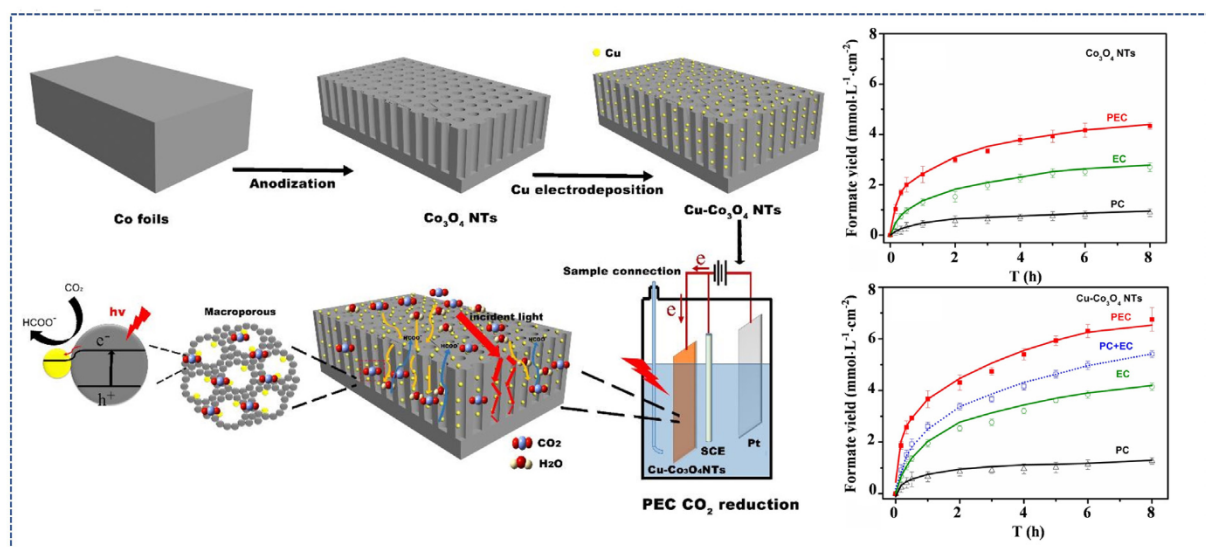 Cu
Anodization
Cu electrodeposition
Co foils
Co₃O₄ NTs
Cu-Co₃O₄ NTs
CO₂
HCOO⁻
hv
e⁻
h⁺
Macroporous
incident light
HCOO⁻
HCOO⁻
HCOO⁻
CO₂
H₂O
Sample connection
e
e
Pt
SCE
Cu-Co₃O₄NTs
PEC CO₂ reduction
Formate yield (mmol·L⁻¹·cm⁻²)
8
6
4
2
0
Co₃O₄ NTs
PEC
EC
PC
0 2 4 6 8
T (h)
Formate yield (mmol·L⁻¹·cm⁻²)
8
6
4
2
0
Cu-Co₃O₄ NTs
PEC
PC+EC
EC
PC
0 2 4 6 8
T (h)